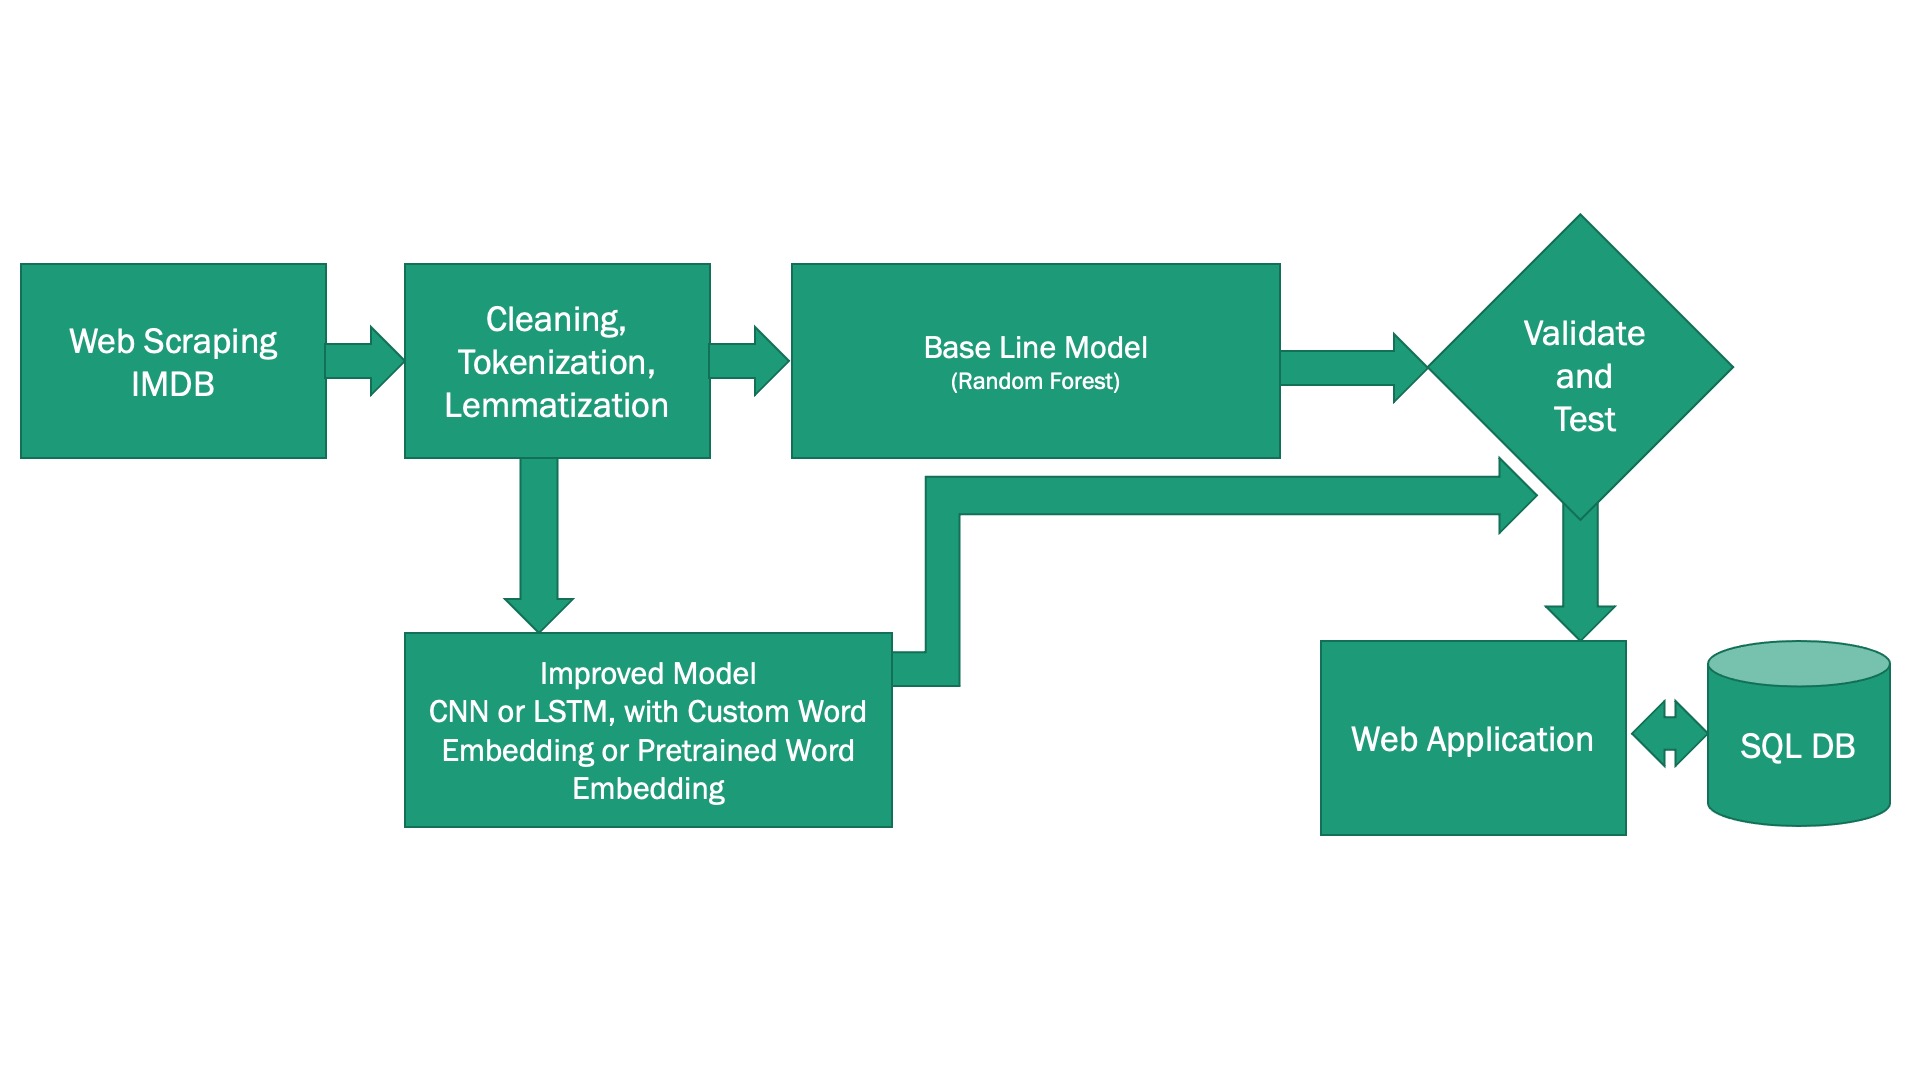 Web Scraping
IMDB
Cleaning,
Tokenization,
Lemmatization
Base Line Model
(Random Forest)
Validate
and
Test
Improved Model
CNN or LSTM, with Custom Word
Embedding or Pretrained Word
Embedding
Web Application
SQL DB